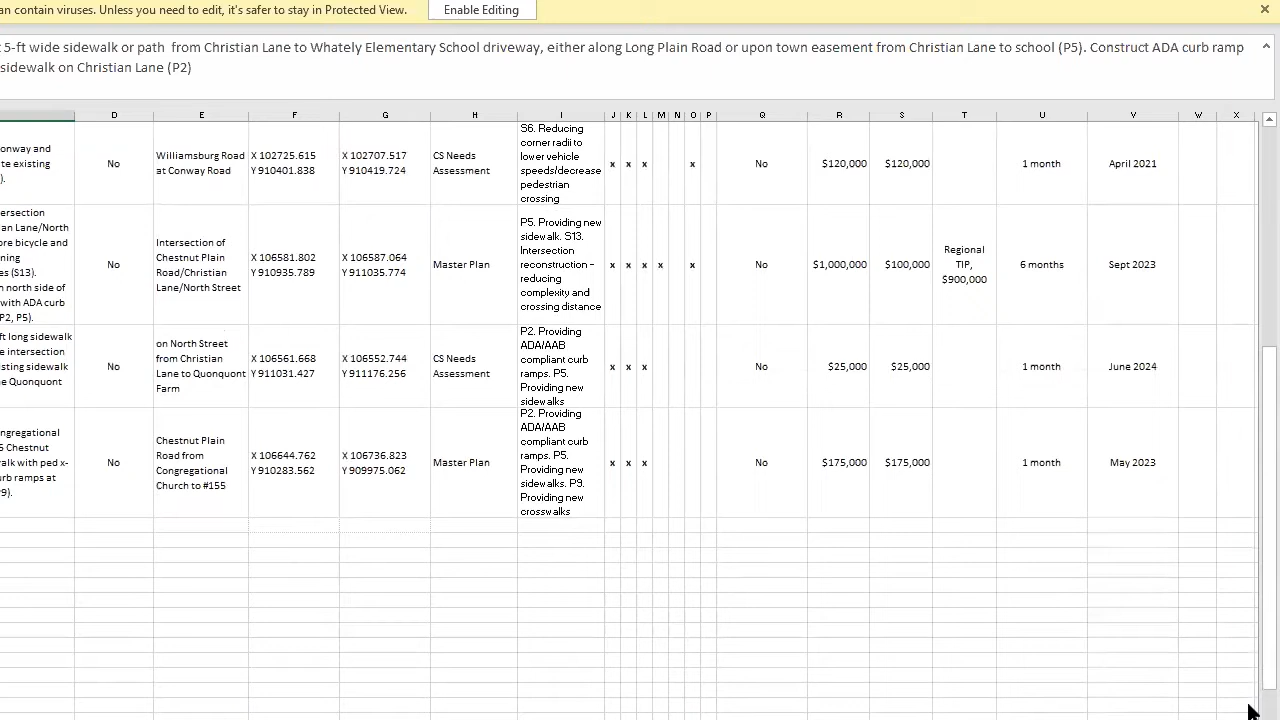 n contain viruses. Unless you need to edit, it's safer to stay in Protected View. Enable Editing
5-ft wide sidewalk or path from Christian Lane to Whately Elementary School driveway, either along Long Plain Road or upon town easement from Christian Lane to school (P5). Construct ADA curb ramp
sidewalk on Christian Lane (P2)
D E F G H I J K L M N O P Q R S T U V W X
onway and
te existing
).
No
Williamsburg Road
at Conway Road
X 102725.615
Y 910401.838
X 102707.517
Y 910419.724
CS Needs
Assessment
S6. Reducing
corner radii to
lower vehicle
speeds/decrease
pedestrian
crossing
x x x x
No
$120,000
$120,000
1 month
April 2021
ersection
an Lane/North
ore bicycle and
ning
es (S13).
n north side of
with ADA curb
P2, P5).
No
Intersection of
Chestnut Plain
Road/Christian
Lane/North Street
X 106581.802
Y 910935.789
X 106587.064
Y 911035.774
Master Plan
P5. Providing new
sidewalk. S13.
Intersection
reconstruction -
reducing
complexity and
crossing distance
x x x x x
No
$1,000,000
$100,000
Regional
TIP,
$900,000
6 months
Sept 2023
ft long sidewalk
e intersection
isting sidewalk
he Quonquont
No
on North Street
from Christian
Lane to Quonquont
Farm
X 106561.668
Y 911031.427
X 106552.744
Y 911176.256
CS Needs
Assessment
P2. Providing
ADA/AAB
compliant curb
ramps. P5.
Providing new
sidewalks
x x x
No
$25,000
$25,000
1 month
June 2024
ngregational
5 Chestnut
valk with ped x-
urb ramps at
P9).
No
Chestnut Plain
Road from
Congregational
Church to #155
X 106644.762
Y 910283.562
X 106736.823
Y 909975.062
Master Plan
P2. Providing
ADA/AAB
compliant curb
ramps. P5.
Providing new
sidewalks. P9.
Providing new
crosswalks
x x x
No
$175,000
$175,000
1 month
May 2023